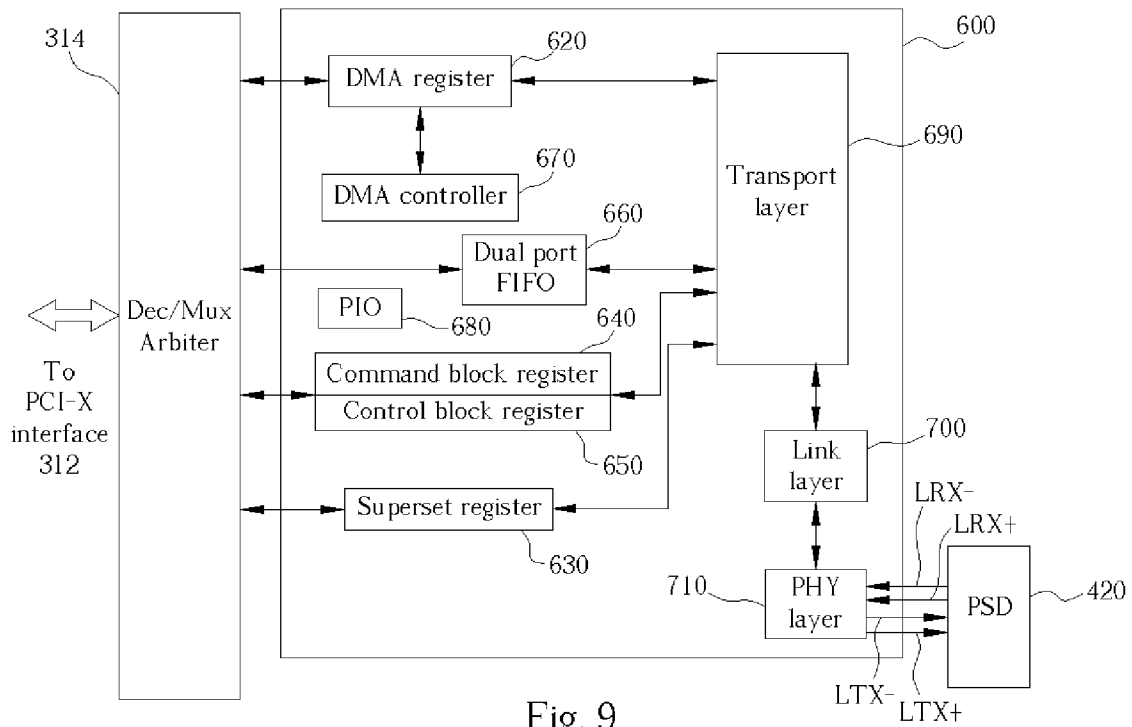 314
600
620
DMA register
690
670
DMA controller
Transport
layer
660
Dual port
FIFO
PIO
680
Dec/Mux
Arbiter
640
Command block register
Control block register
650
To
PCI-X
interface
312
700
Link
layer
Superset register
630
LRX-
LRX+
710
PHY
layer
PSD
420
LTX-
LTX+
Fig. 9